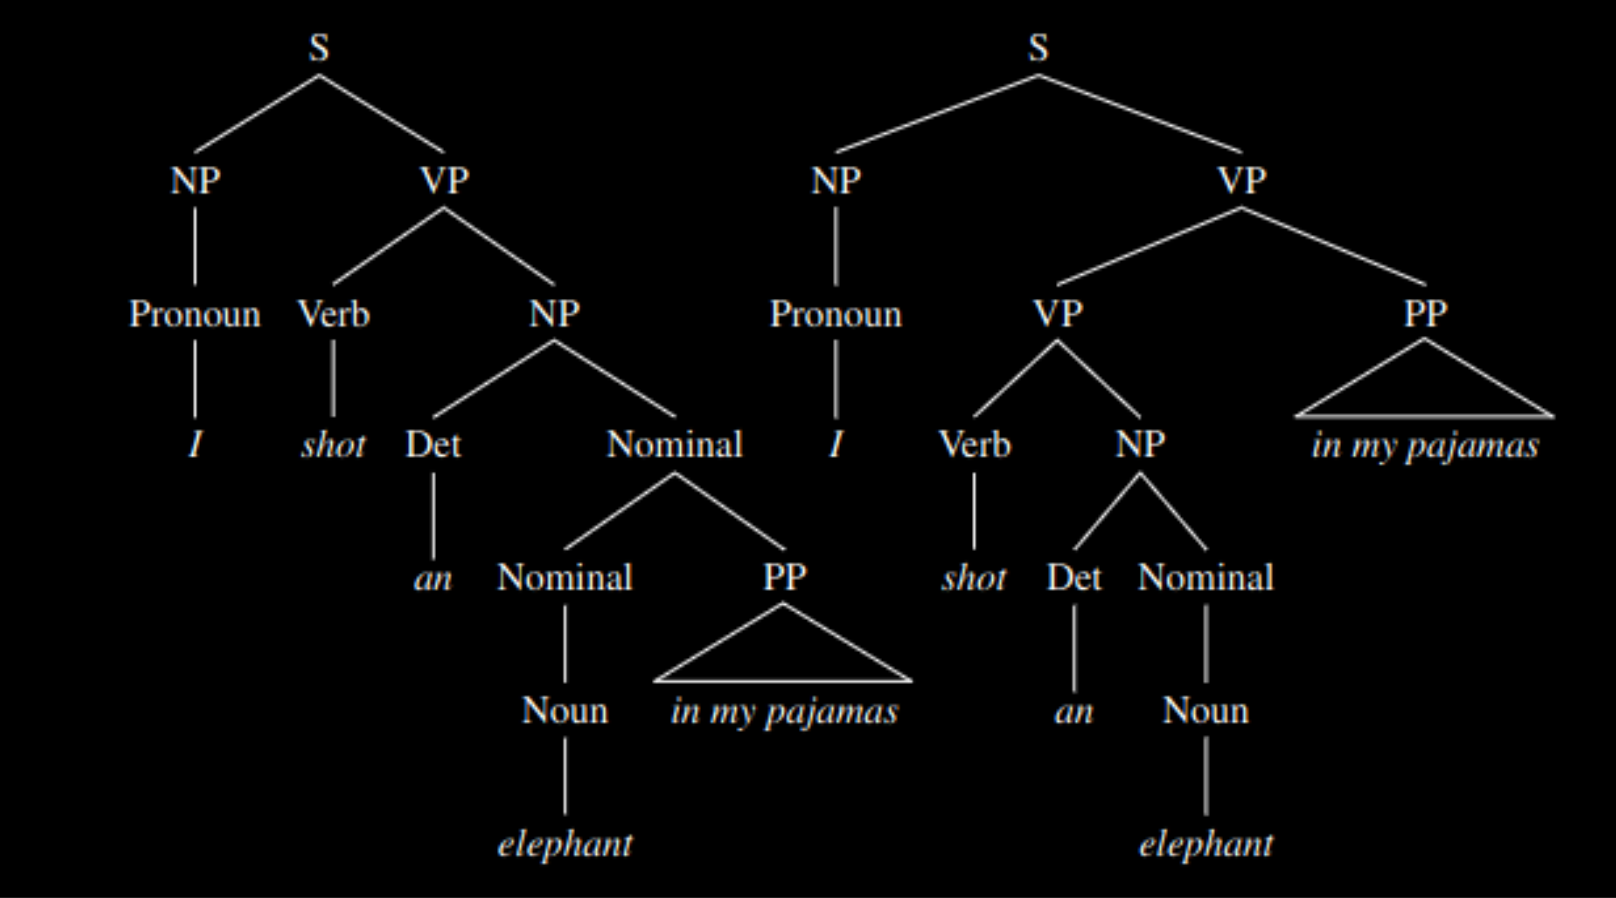 S S
NP VP NP VP
Pronoun Verb NP Pronoun VP PP
I shot Det Nominal I Verb NP in my pajamas
an Nominal PP shot Det Nominal
Noun in my pajamas an Noun
elephant elephant